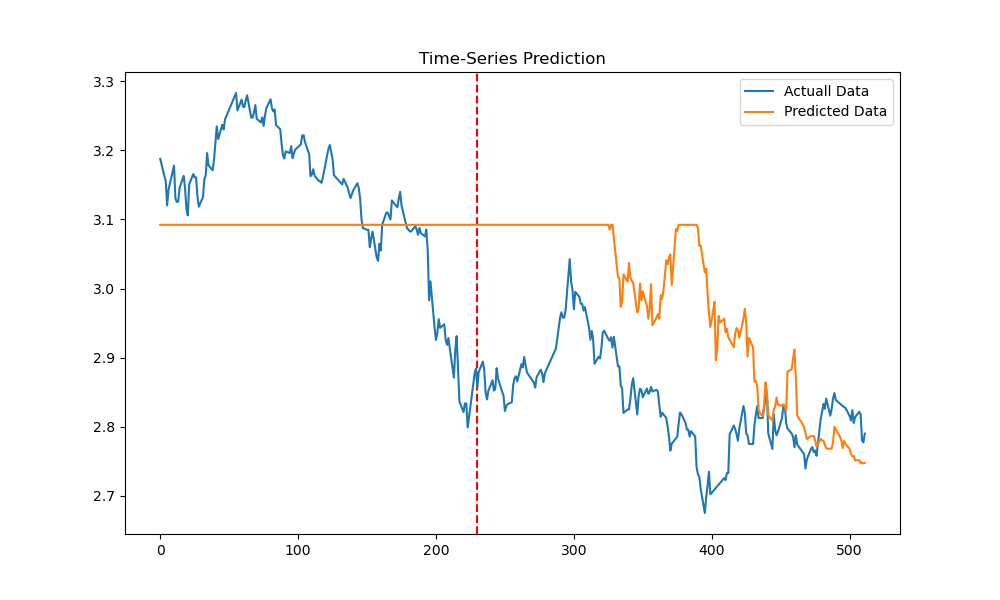 Time-Series Prediction
Actuall Data
Predicted Data
3.3
3.2
3.1
3.0
2.9
2.8
2.7
0 100 200 300 400 500